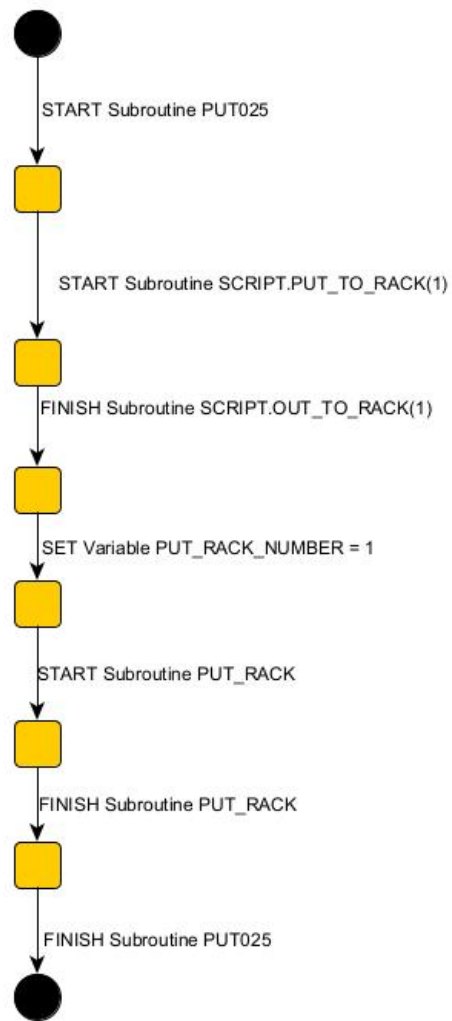 START Subroutine PUT025
START Subroutine SCRIPT.PUT_TO_RACK(1)
FINISH Subroutine SCRIPT.OUT_TO_RACK(1)
SET Variable PUT_RACK_NUMBER = 1
START Subroutine PUT_RACK
FINISH Subroutine PUT_RACK
FINISH Subroutine PUT025